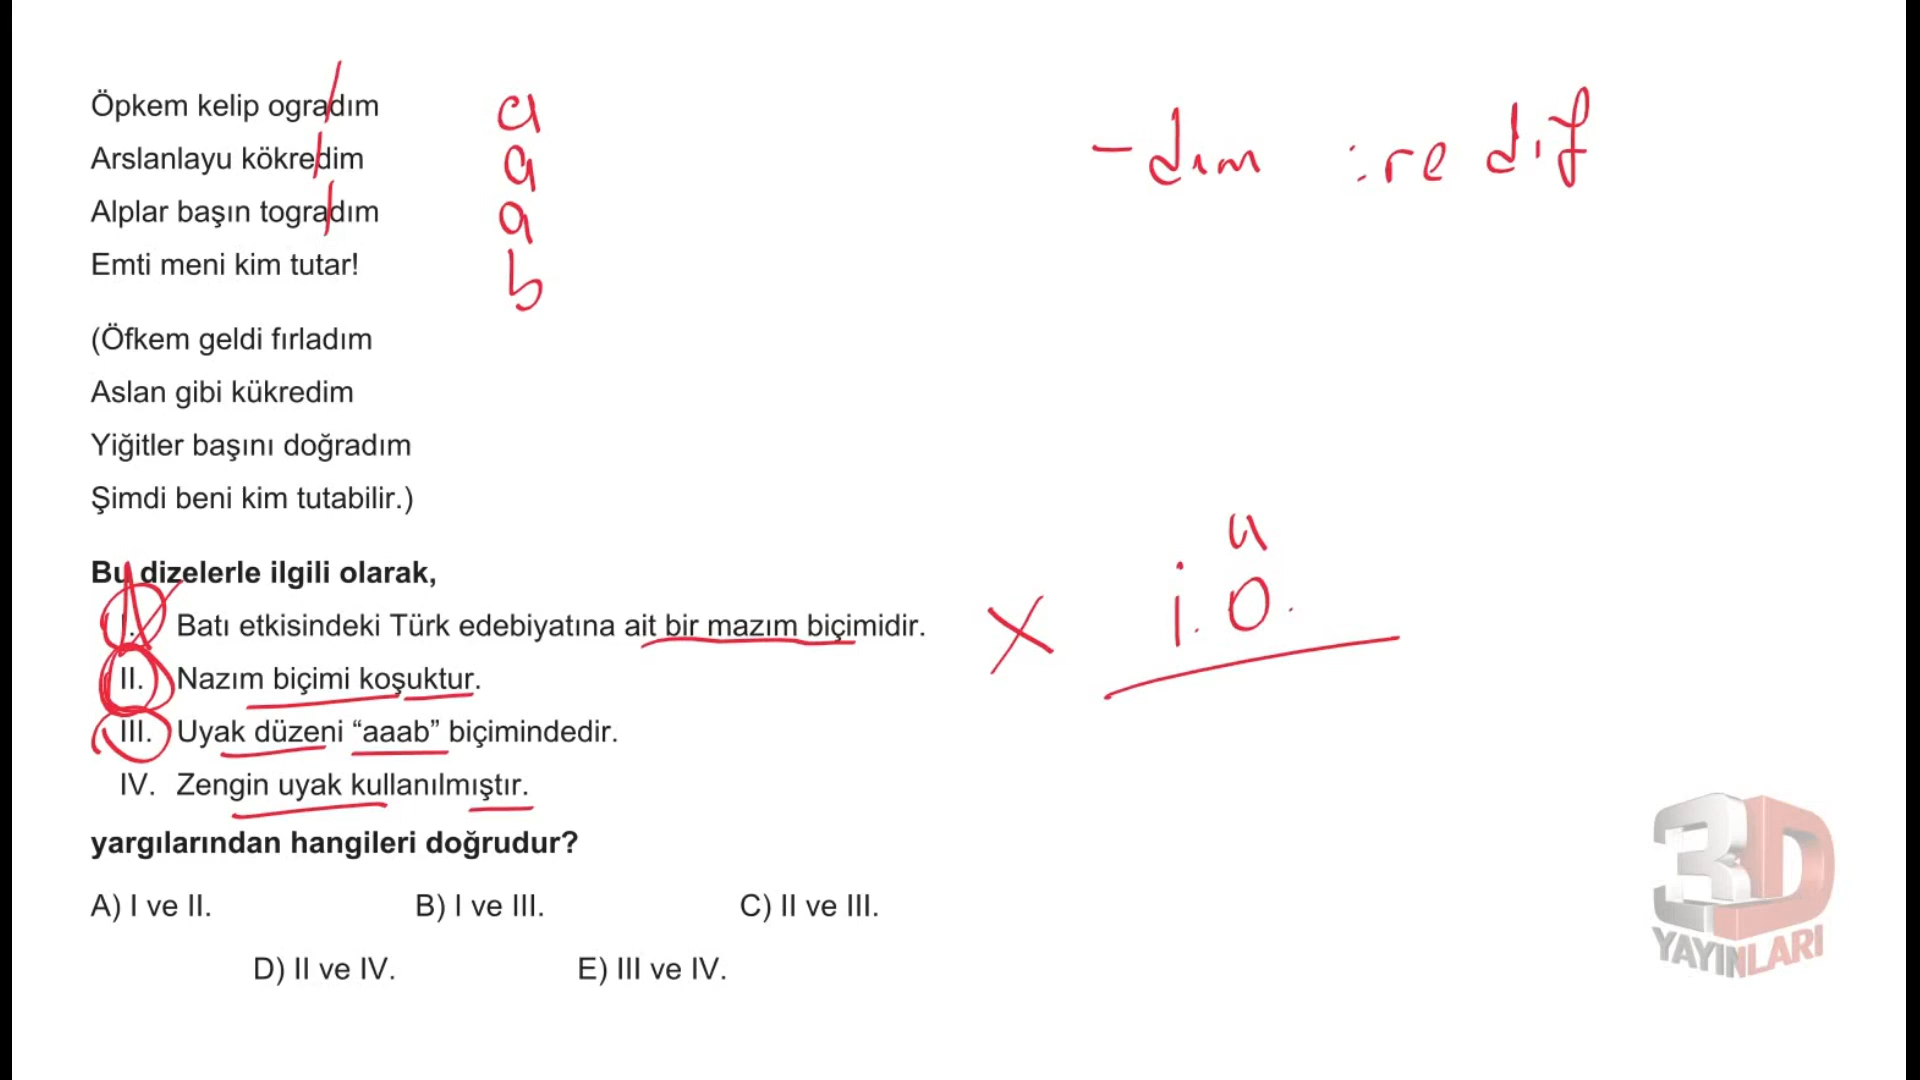 Öpkem kelip ogradım a
Arslanlayu kökredim a
Alplar başın togradım a
Emti meni kim tutar! b
-dım :redif
(Öfkem geldi fırladım
Aslan gibi kükredim
Yiğitler başını doğradım
Şimdi beni kim tutabilir.)
Bu dizelerle ilgili olarak,
I. Batı etkisindeki Türk edebiyatına ait bir mazım biçimidir.
II. Nazım biçimi koşuktur.
III. Uyak düzeni “aaab” biçimindedir.
IV. Zengin uyak kullanılmıştır.
yargılarından hangileri doğrudur?
A) I ve II. B) I ve III. C) II ve III.
D) II ve IV. E) III ve IV.
İ.Ö.
3D
YAYINLARI